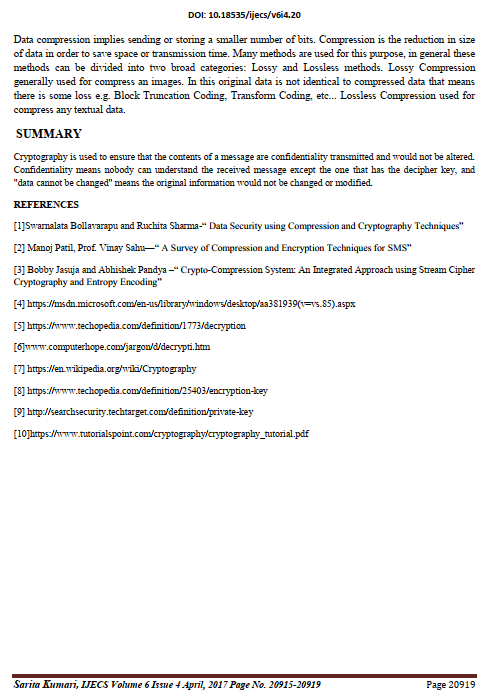 DOI: 10.18535/ijecs/v6i4.20
Data compression implies sending or storing a smaller number of bits. Compression is the reduction in size
of data in order to save space or transmission time. Many methods are used for this purpose, in general these
methods can be divided into two broad categories: Lossy and Lossless methods. Lossy Compression
generally used for compress an images. In this original data is not identical to compressed data that means
there is some loss e.g. Block Truncation Coding, Transform Coding, etc... Lossless Compression used for
compress any textual data.
SUMMARY
Cryptography is used to ensure that the contents of a message are confidentiality transmitted and would not be altered.
Confidentiality means nobody can understand the received message except the one that has the decipher key, and
"data cannot be changed" means the original information would not be changed or modified.
REFERENCES
[1]Swarnalata Bollavarapu and Ruchita Sharma-“ Data Security using Compression and Cryptography Techniques”
[2] Manoj Patil, Prof. Vinay Sahu—“ A Survey of Compression and Encryption Techniques for SMS”
[3] Bobby Jasuja and Abhishek Pandya –“ Crypto-Compression System: An Integrated Approach using Stream Cipher
Cryptography and Entropy Encoding”
[4] https://msdn.microsoft.com/en-us/library/windows/desktop/aa381939(v=vs.85).aspx
[5] https://www.techopedia.com/definition/1773/decryption
[6]www.computerhope.com/jargon/d/decrypti.htm
[7] https://en.wikipedia.org/wiki/Cryptography
[8] https://www.techopedia.com/definition/25403/encryption-key
[9] http://searchsecurity.techtarget.com/definition/private-key
[10]https://www.tutorialspoint.com/cryptography/cryptography_tutorial.pdf
Sarita Kumari, IJECS Volume 6 Issue 4 April, 2017 Page No. 20915-20919 Page 20919